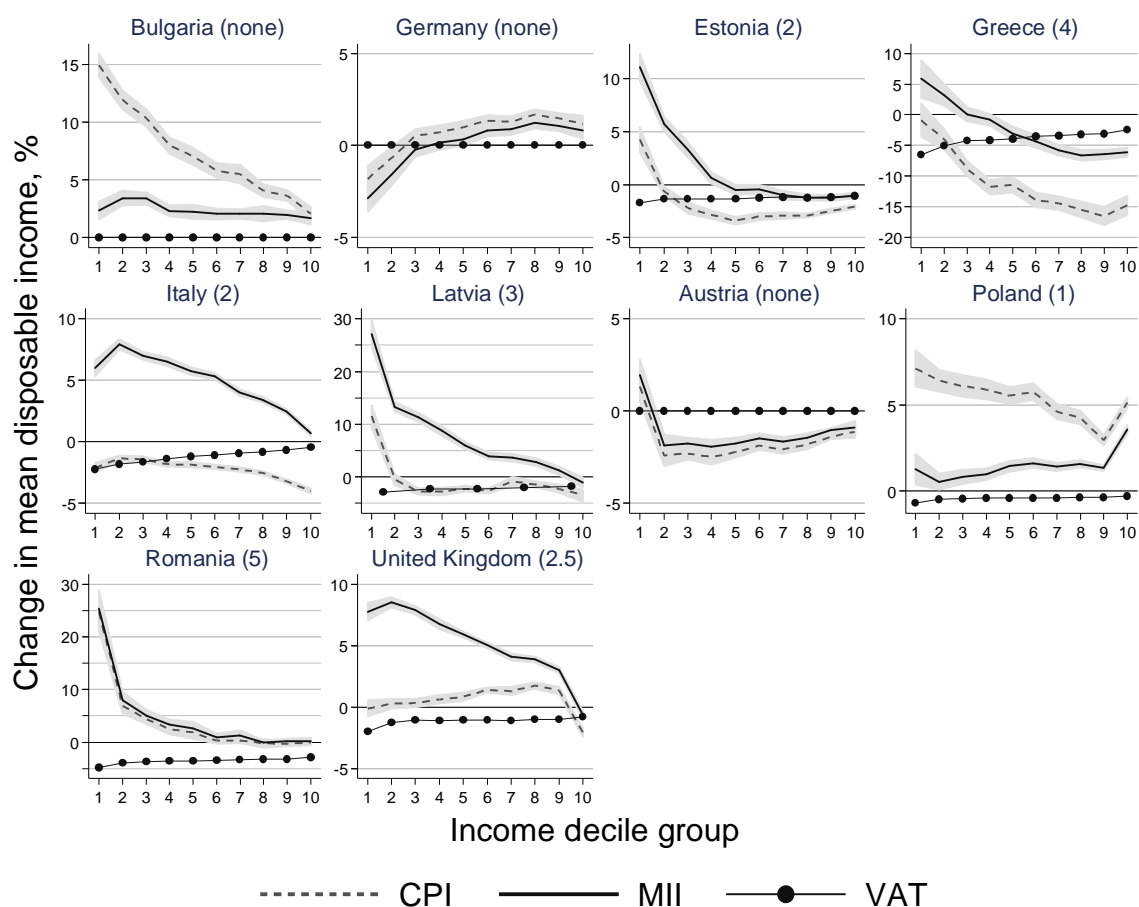 Change in mean disposable income, %
Bulgaria (none)
15
10
5
0
1 2 3 4 5 6 7 8 9 10
Germany (none)
5
0
-5
1 2 3 4 5 6 7 8 9 10
Estonia (2)
10
5
0
-5
1 2 3 4 5 6 7 8 9 10
Greece (4)
10
5
0
-5
-10
-15
-20
1 2 3 4 5 6 7 8 9 10
Italy (2)
10
5
0
-5
1 2 3 4 5 6 7 8 9 10
Latvia (3)
30
20
10
0
1 2 3 4 5 6 7 8 9 10
Austria (none)
5
0
-5
1 2 3 4 5 6 7 8 9 10
Poland (1)
10
5
0
1 2 3 4 5 6 7 8 9 10
Romania (5)
30
20
10
0
1 2 3 4 5 6 7 8 9 10
United Kingdom (2.5)
10
5
0
-5
1 2 3 4 5 6 7 8 9 10
Income decile group
CPI MII VAT